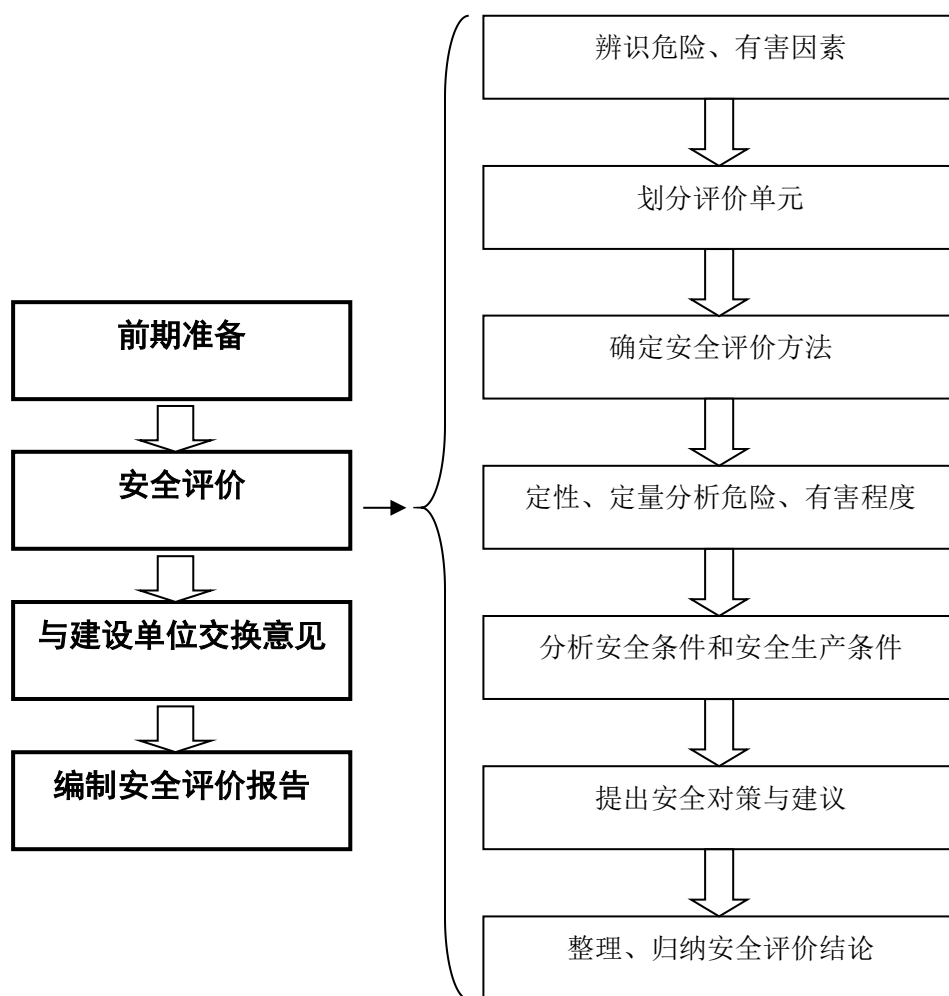 前期准备
安全评价
与建设单位交换意见
编制安全评价报告
辨识危险、有害因素
划分评价单元
确定安全评价方法
定性、定量分析危险、有害程度
分析安全条件和安全生产条件
提出安全对策与建议
整理、归纳安全评价结论